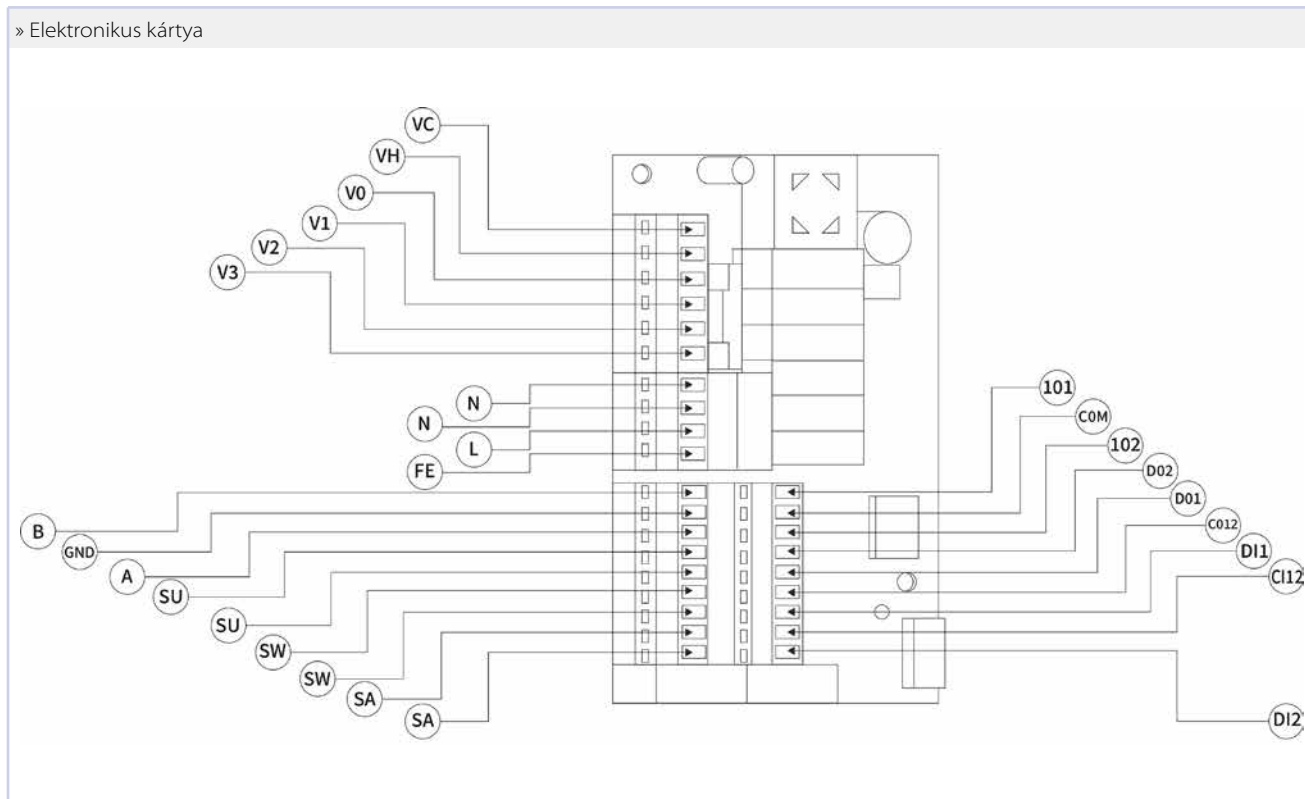 » Elektronikus kártya
VC
VH
V0
V1
V2
V3
N
N
L
FE
B
GND
A
SU
SU
SW
SW
SA
SA
101
C0M
102
D02
D01
C012
DI1
CI12
DI2